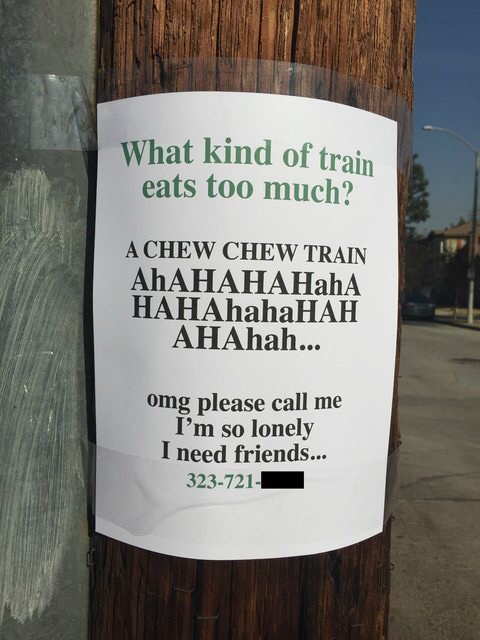 What kind of train
eats too much?
A CHEW CHEW TRAIN
AhAHAHAHahA
HAHAhahaHAH
AHAhah...
omg please call me
I'm so lonely
I need friends...
323-721-